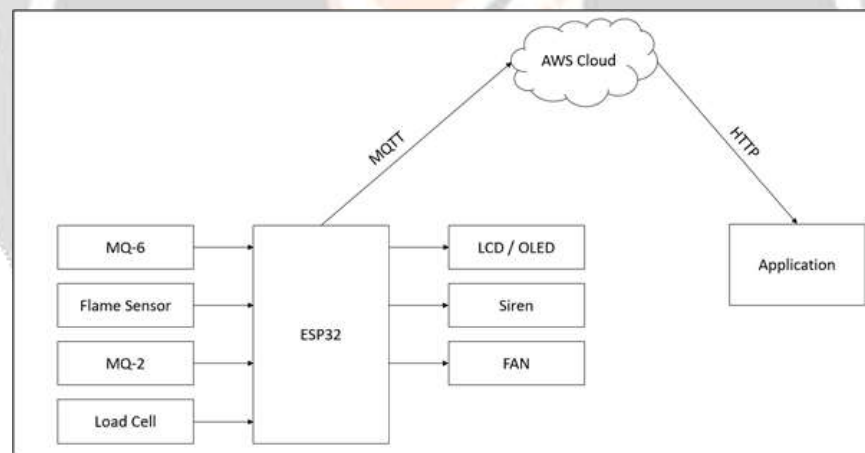 AWS Cloud
MQTT
HTTP
MQ-6
LCD / OLED
Flame Sensor
Siren
ESP32
Application
MQ-2
FAN
Load Cell